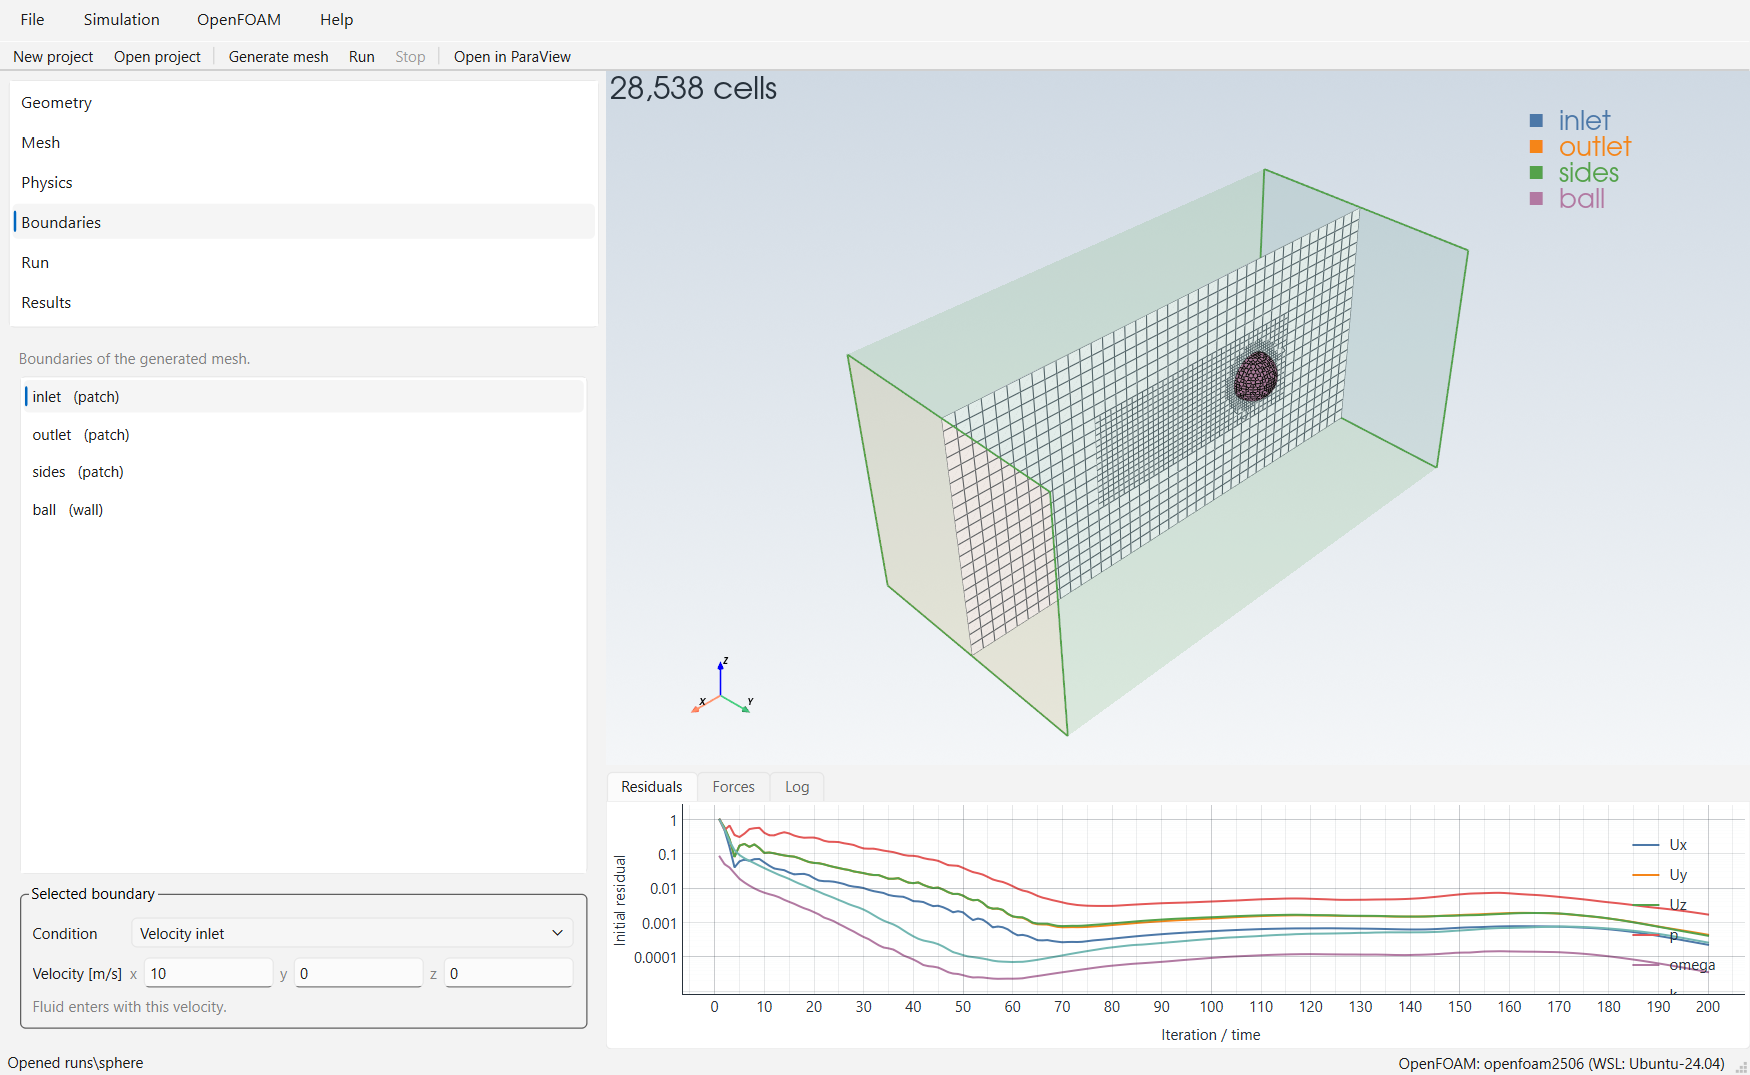 File Simulation OpenFOAM Help
New project Open project Generate mesh Run Stop Open in ParaView
Geometry
Mesh
Physics
Boundaries
Run
Results
Boundaries of the generated mesh.
inlet (patch)
outlet (patch)
sides (patch)
ball (wall)
Selected boundary
Condition Velocity inlet
Velocity [m/s] x 10 y 0 z 0
Fluid enters with this velocity.
28,538 cells
inlet
outlet
sides
ball
Z
X Y
Residuals Forces Log
Initial residual
1
0.1
0.01
0.001
0.0001
Ux
Uy
Uz
p
omega
0 10 20 30 40 50 60 70 80 90 100 110 120 130 140 150 160 170 180 190 200
Iteration / time
Opened runs\sphere
OpenFOAM: openfoam2506 (WSL: Ubuntu-24.04)